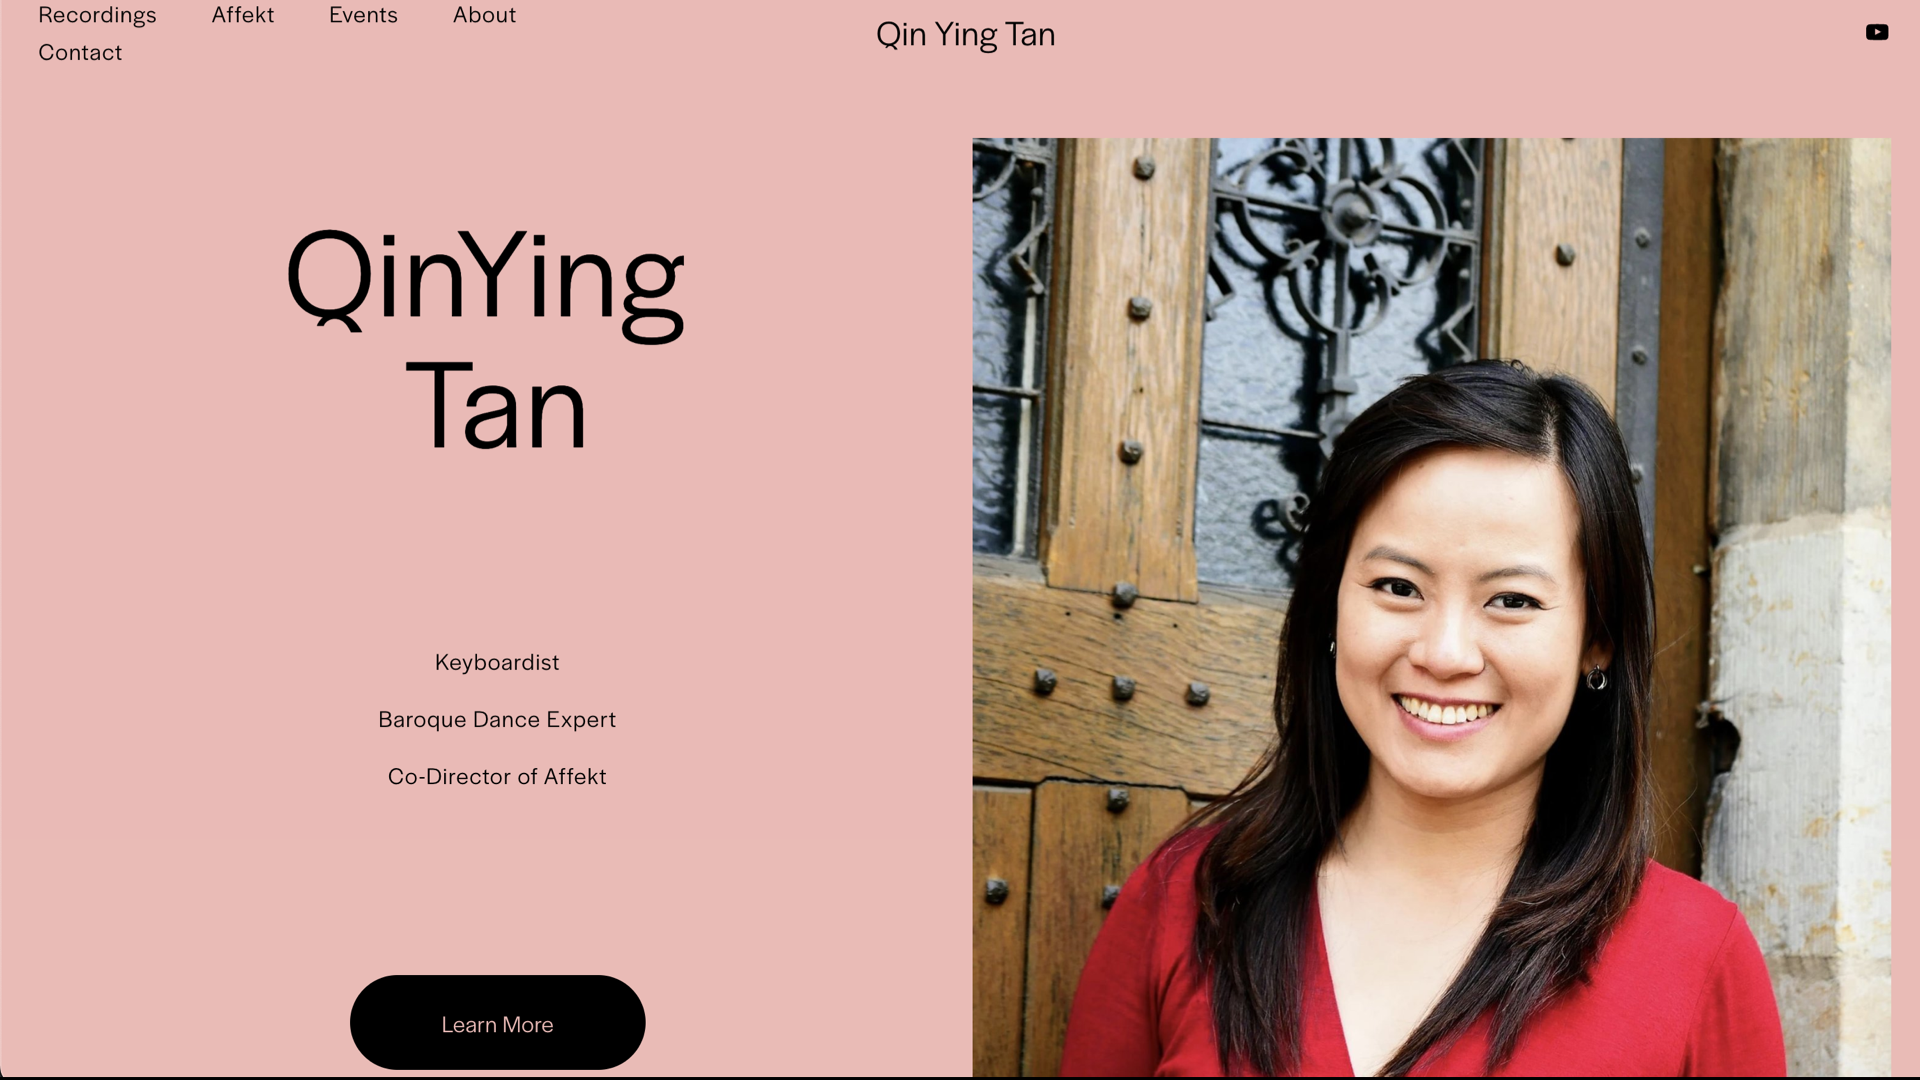 Recordings Affekt Events About
Contact
Qin Ying Tan
QinYing
Tan
Keyboardist
Baroque Dance Expert
Co-Director of Affekt
Learn More